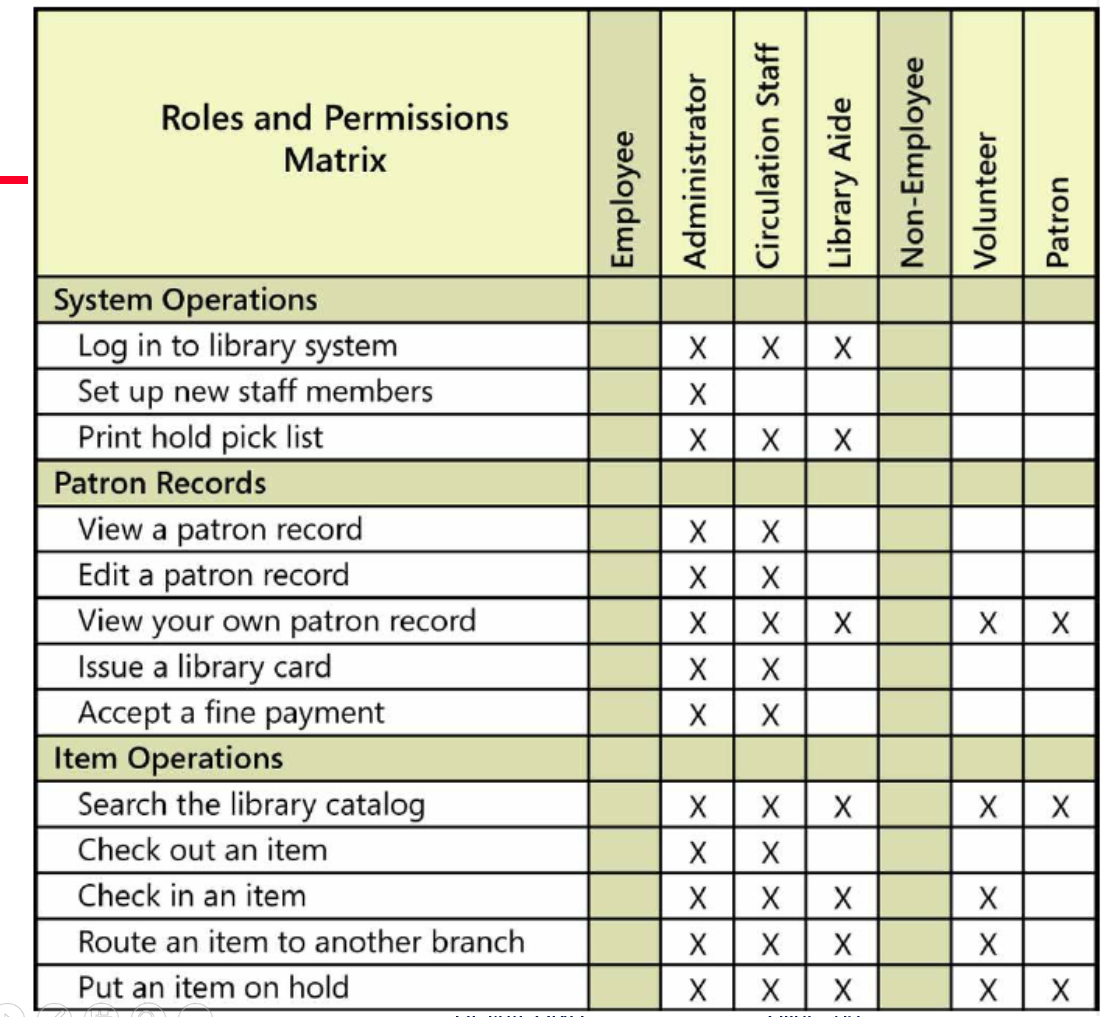 Roles and Permissions
Matrix
Employee
Administrator
Circulation Staff
Library Aide
Non-Employee
Volunteer
Patron
System Operations
Log in to library system X X X
Set up new staff members X
Print hold pick list X X X
Patron Records
View a patron record X X
Edit a patron record X X
View your own patron record X X X X X
Issue a library card X X
Accept a fine payment X X
Item Operations
Search the library catalog X X X X X
Check out an item X X
Check in an item X X X X
Route an item to another branch X X X X
Put an item on hold X X X X X